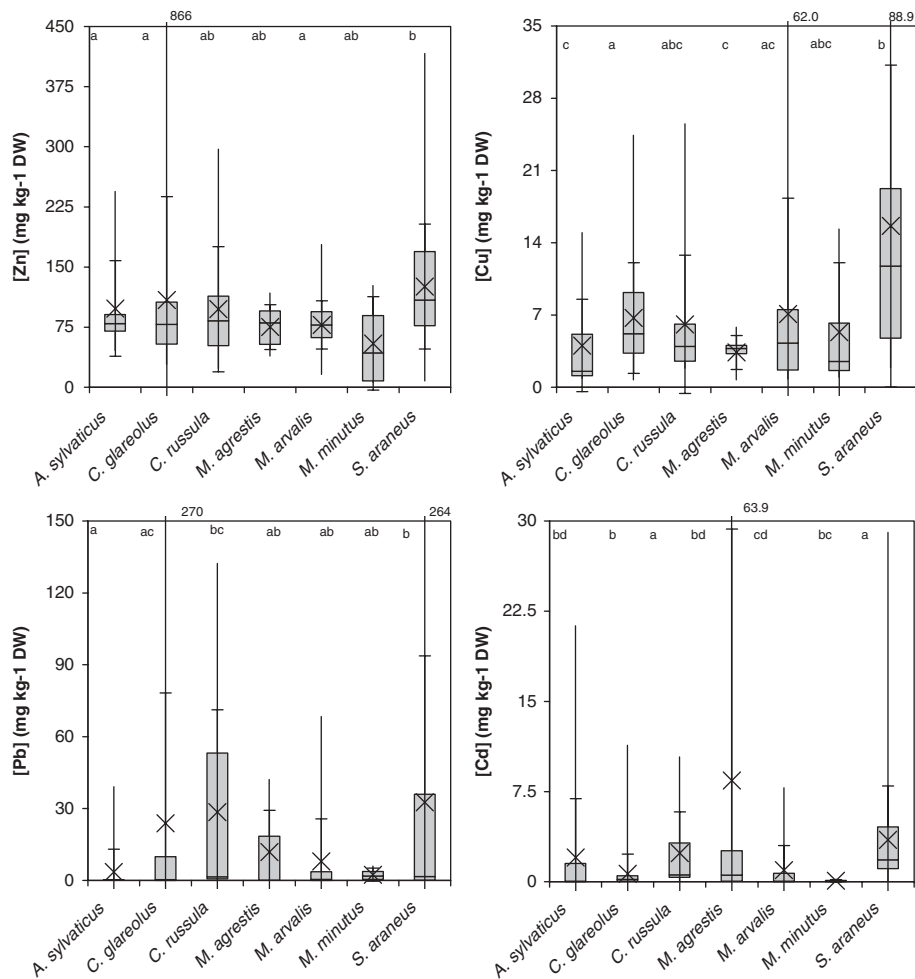 866
450
375
300
225
150
75
0
[Zn] (mg kg-1 DW)
a a ab ab a ab b
A. sylvaticus
C. glareolus
C. russula
M. agrestis
M. arvalis
M. minutus
S. araneus
62.0 88.9
35
28
21
14
7
0
[Cu] (mg kg-1 DW)
c a abc c ac abc b
A. sylvaticus
C. glareolus
C. russula
M. agrestis
M. arvalis
M. minutus
S. araneus
270 264
150
120
90
60
30
0
[Pb] (mg kg-1 DW)
a ac bc ab ab ab b
A. sylvaticus
C. glareolus
C. russula
M. agrestis
M. arvalis
M. minutus
S. araneus
63.9
30
22.5
15
7.5
0
[Cd] (mg kg-1 DW)
bd b a bd cd bc a
A. sylvaticus
C. glareolus
C. russula
M. agrestis
M. arvalis
M. minutus
S. araneus